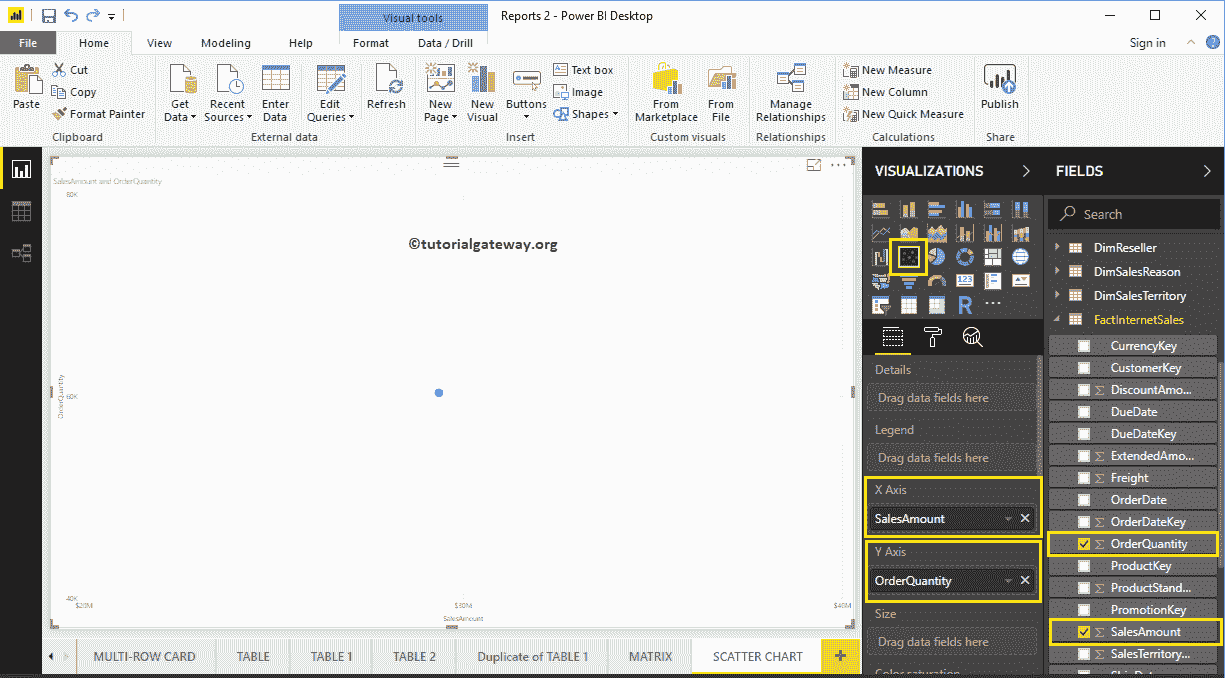 Visual tools
Reports 2 - Power BI Desktop
File
Home
View
Modeling
Help
Format
Data / Drill
Sign in
Paste
Cut
Copy
Format Painter
Clipboard
Get Data
Recent Sources
Enter Data
Edit Queries
External data
Refresh
New Page
New Visual
Buttons
Text box
Image
Shapes
Insert
From Marketplace
From File
Custom visuals
Manage Relationships
Relationships
New Measure
New Column
New Quick Measure
Calculations
Publish
Share
SalesAmount and OrderQuantity
80K
60K
40K
OrderQuantity
©tutorialgateway.org
$20M
$30M
$40M
SalesAmount
MULTI-ROW CARD
TABLE
TABLE 1
TABLE 2
Duplicate of TABLE 1
MATRIX
SCATTER CHART
VISUALIZATIONS
123
R
Details
Drag data fields here
Legend
Drag data fields here
X Axis
SalesAmount
Y Axis
OrderQuantity
Size
Drag data fields here
Color saturation
FIELDS
Search
DimReseller
DimSalesReason
DimSalesTerritory
FactInternetSales
CurrencyKey
CustomerKey
DiscountAmo...
DueDate
DueDateKey
ExtendedAmo...
Freight
OrderDate
OrderDateKey
OrderQuantity
ProductKey
ProductStand...
PromotionKey
SalesAmount
SalesTerritory...